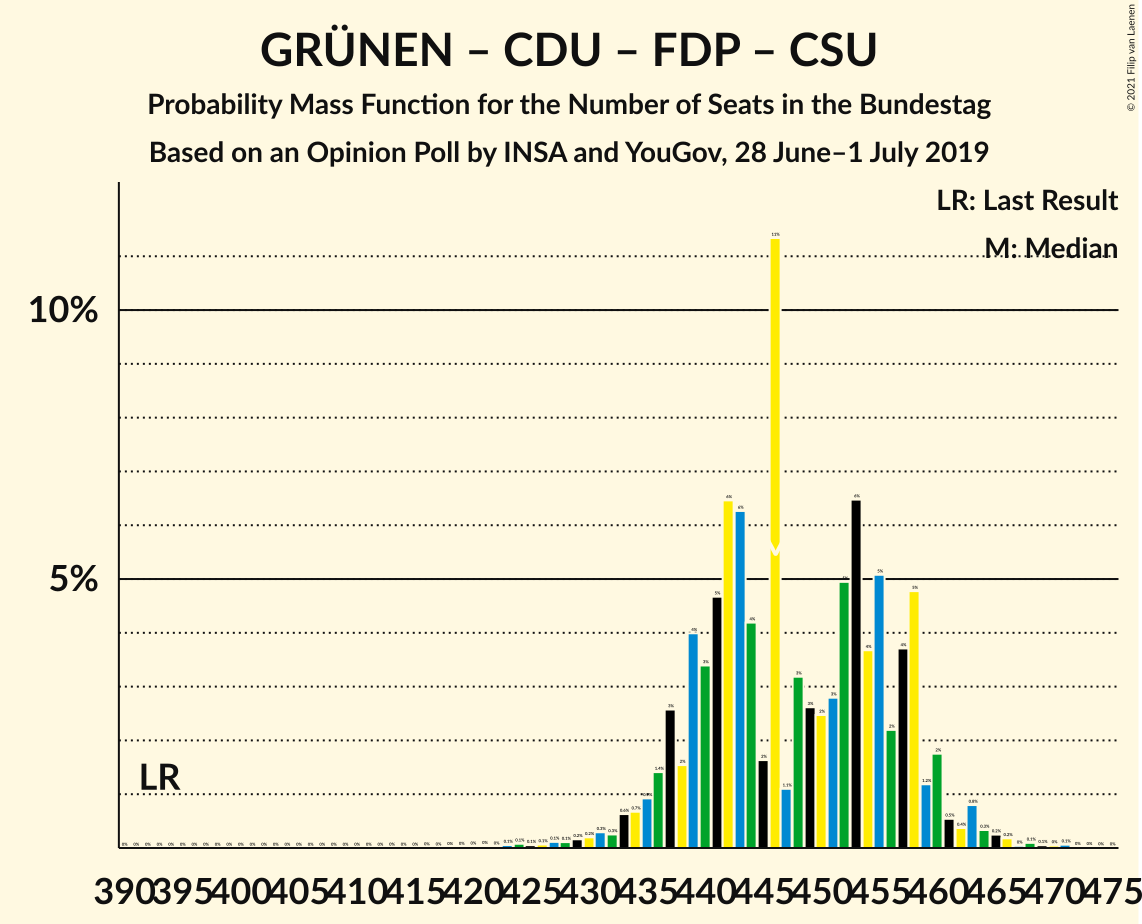 GRÜNEN – CDU – FDP – CSU
Probability Mass Function for the Number of Seats in the Bundestag
Based on an Opinion Poll by INSA and YouGov, 28 June–1 July 2019
© 2021 Filip van Laenen
LR: Last Result
M: Median
10%
5%
LR
M
390 395 400 405 410 415 420 425 430 435 440 445 450 455 460 465 470 475